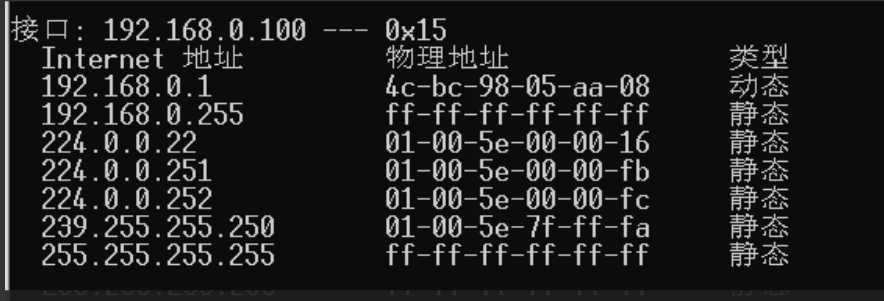 接口: 192.168.0.100 --- 0x15
Internet 地址 物理地址 类型
192.168.0.1 4c-bc-98-05-aa-08 动态
192.168.0.255 ff-ff-ff-ff-ff-ff 静态
224.0.0.22 01-00-5e-00-00-16 静态
224.0.0.251 01-00-5e-00-00-fb 静态
224.0.0.252 01-00-5e-00-00-fc 静态
239.255.255.250 01-00-5e-7f-ff-fa 静态
255.255.255.255 ff-ff-ff-ff-ff-ff 静态